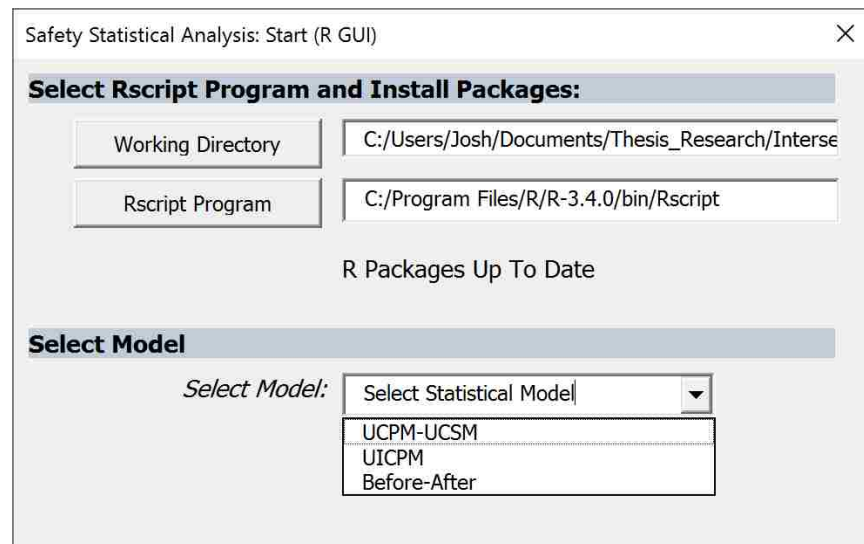 Safety Statistical Analysis: Start (R GUI)
Select Rscript Program and Install Packages:
Working Directory C:/Users/Josh/Documents/Thesis_Research/Interse
Rscript Program C:/Program Files/R/R-3.4.0/bin/Rscript
R Packages Up To Date
Select Model
Select Model: Select Statistical Model
UCPM-UCSM
UICPM
Before-After